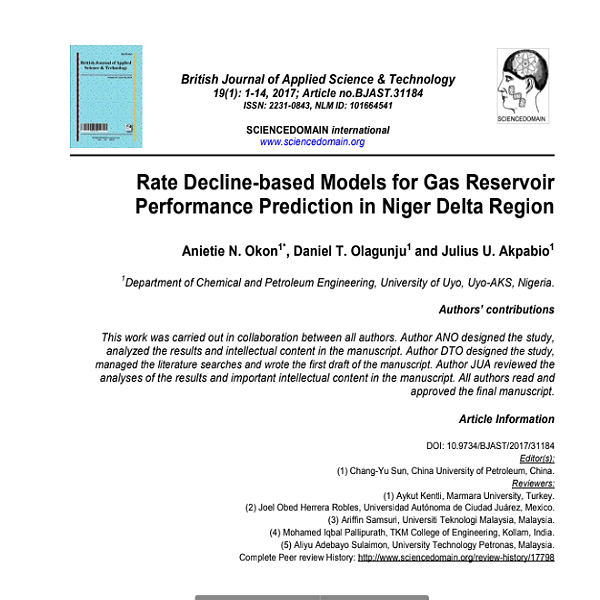 British Journal of Applied
Science & Technology
SCIENCEDOMAIN
British Journal of Applied Science & Technology
19(1): 1-14, 2017; Article no.BJAST.31184
ISSN: 2231-0843, NLM ID: 101664541
SCIENCEDOMAIN international
www.sciencedomain.org
Rate Decline-based Models for Gas Reservoir
Performance Prediction in Niger Delta Region
Anietie N. Okon1*, Daniel T. Olagunju1 and Julius U. Akpabio1
1Department of Chemical and Petroleum Engineering, University of Uyo, Uyo-AKS, Nigeria.
Authors' contributions
This work was carried out in collaboration between all authors. Author ANO designed the study,
analyzed the results and intellectual content in the manuscript. Author DTO designed the study,
managed the literature searches and wrote the first draft of the manuscript. Author JUA reviewed the
analyses of the results and important intellectual content in the manuscript. All authors read and
approved the final manuscript.
Article Information
DOI: 10.9734/BJAST/2017/31184
Editor(s):
(1) Chang-Yu Sun, China University of Petroleum, China.
Reviewers:
(1) Aykut Kentli, Marmara University, Turkey.
(2) Joel Obed Herrera Robles, Universidad Autónoma de Ciudad Juárez, Mexico.
(3) Ariffin Samsuri, Universiti Teknologi Malaysia, Malaysia.
(4) Mohamed Iqbal Pallipurath, TKM College of Engineering, Kollam, India.
(5) Aliyu Adebayo Sulaimon, University Technology Petronas, Malaysia.
Complete Peer review History: http://www.sciencedomain.org/review-history/17798